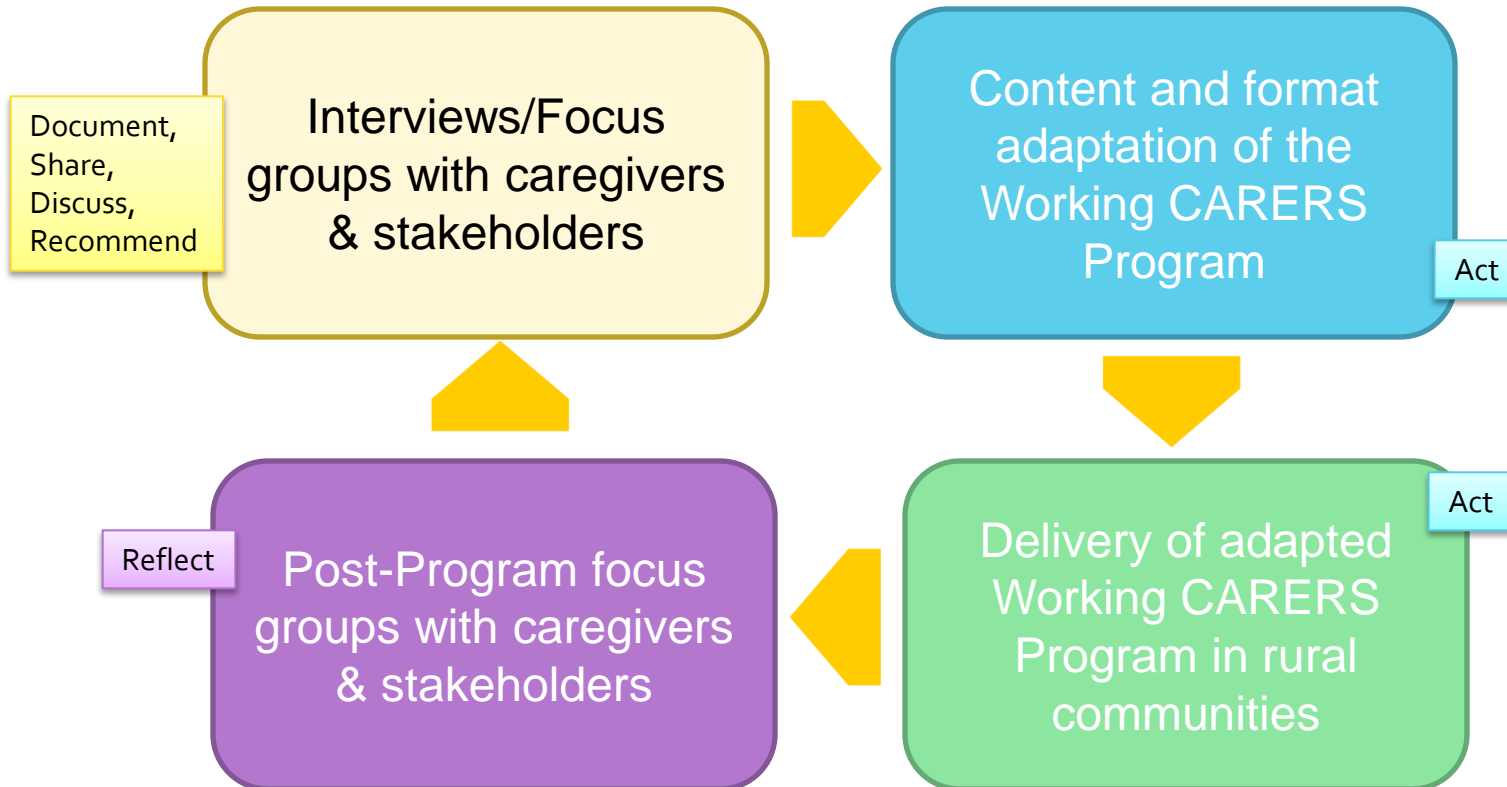 Document,
Share,
Discuss,
Recommend
Interviews/Focus
groups with caregivers
& stakeholders
Content and format
adaptation of the
Working CARERS
Program
Act
Delivery of adapted
Working CARERS
Program in rural
communities
Act
Reflect
Post-Program focus
groups with caregivers
& stakeholders